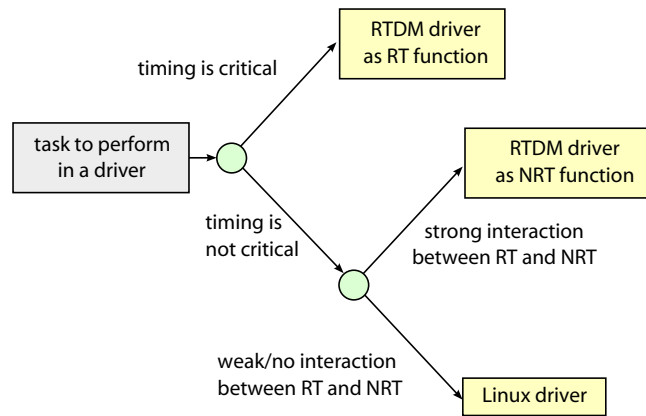 RTDM driver
as RT function
timing is critical
task to perform
in a driver
RTDM driver
as NRT function
timing is
not critical
strong interaction
between RT and NRT
weak/no interaction
between RT and NRT
Linux driver